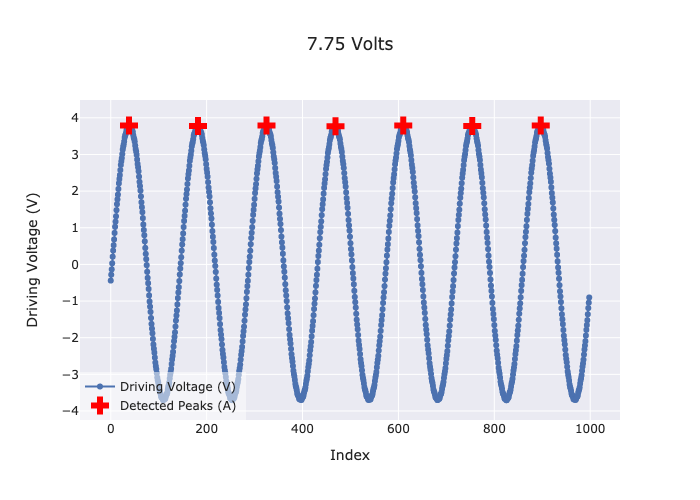 7.75 Volts
Driving Voltage (V)
4
3
2
1
0
−1
−2
−3
−4
Driving Voltage (V)
Detected Peaks (A)
0 200 400 600 800 1000
Index